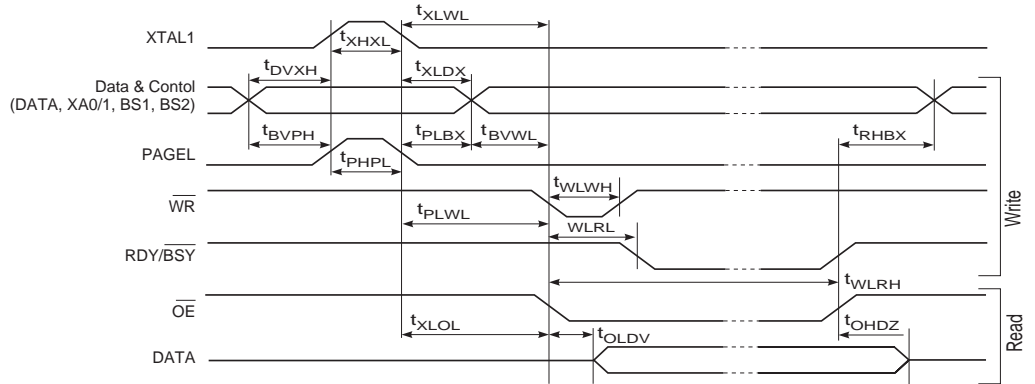 tXLWL
XTAL1
tXHXL
tDVXH
tXLDX
Data & Contol
(DATA, XA0/1, BS1, BS2)
tBVPH
tPLBX
tBVWL
tRHBX
PAGEL
tPHPL
tWLWH
WR
tPLWL
WLRL
RDY/BSY
tWLRH
OE
tXLOL
tOLDV
tOHDZ
DATA
Write
Read